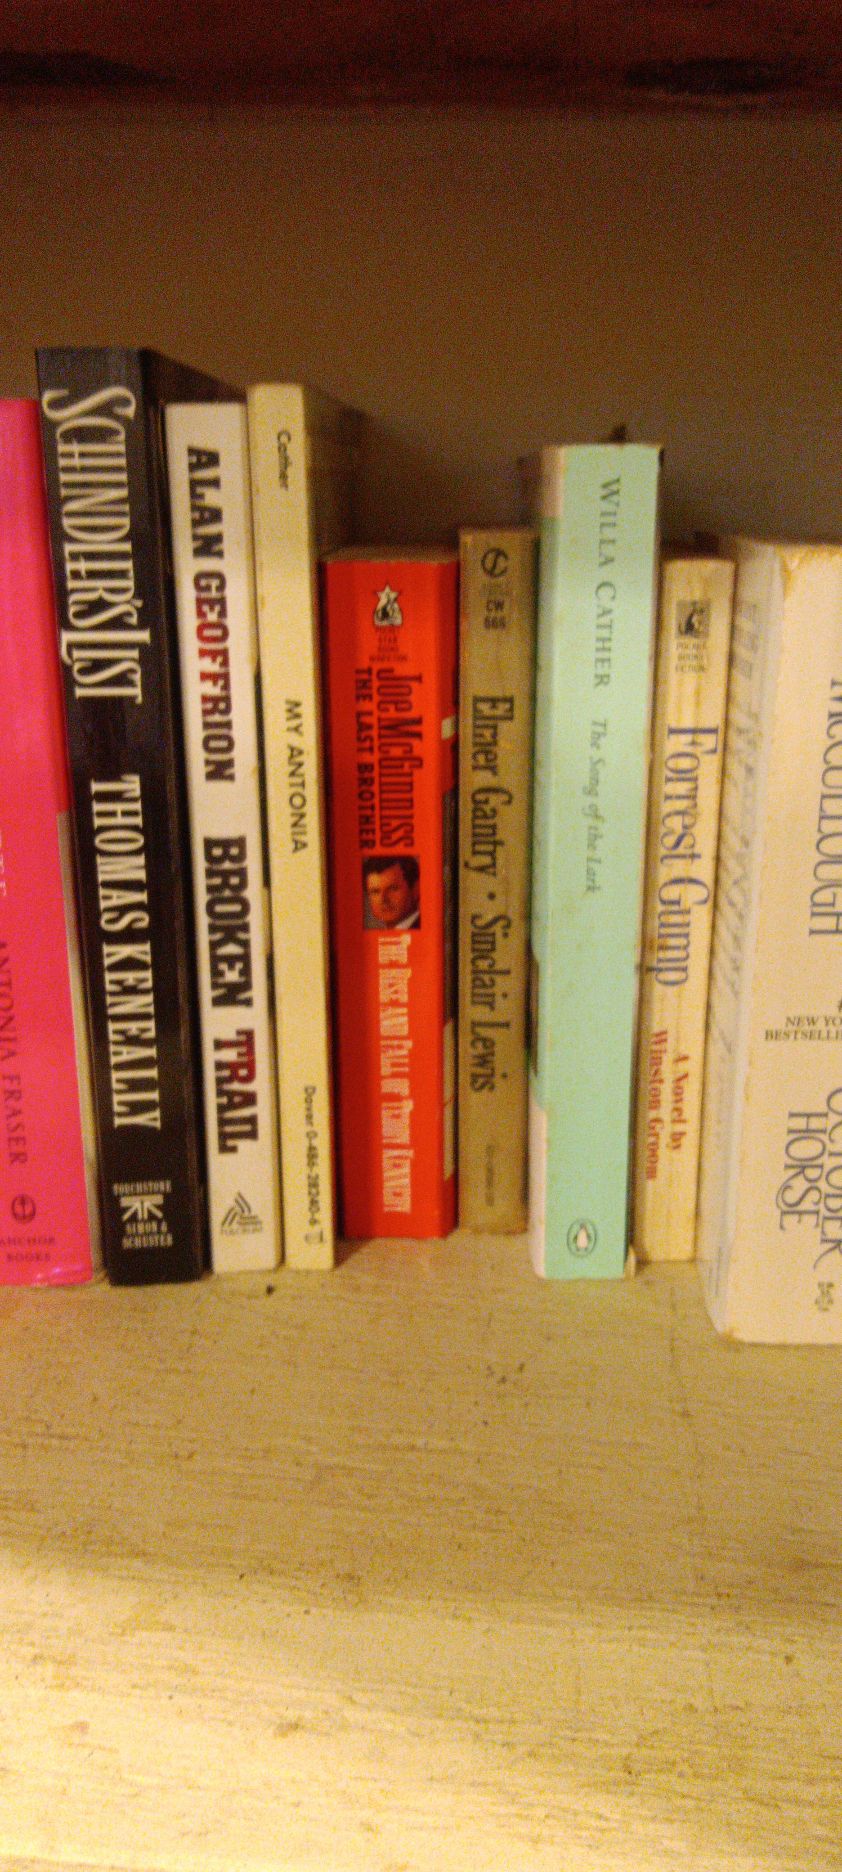 ANTONIA FRASER
ANCHOR
BOOKS
SCHINDLER'S LIST THOMAS KENEALLY
TOUCHSTONE
SIMON &
SCHUSTER
ALAN GEOFFRION BROKEN TRAIL
Cather MY ANTONIA Dover 0-486-28240-6
POCKET
STAR
BOOKS
Joe McGinniss
THE LAST BROTHER
THE RISE AND FALL OF TEDDY KENNEDY
CW
Elmer Gantry • Sinclair Lewis
WILLA CATHER The Song of the Lark
POCKET
BOOKS
FICTION
Forrest Gump
A Novel by
Winston Groom
McCULLOUGH
NEW YO
BESTSELLE
OCTOBER
HORSE